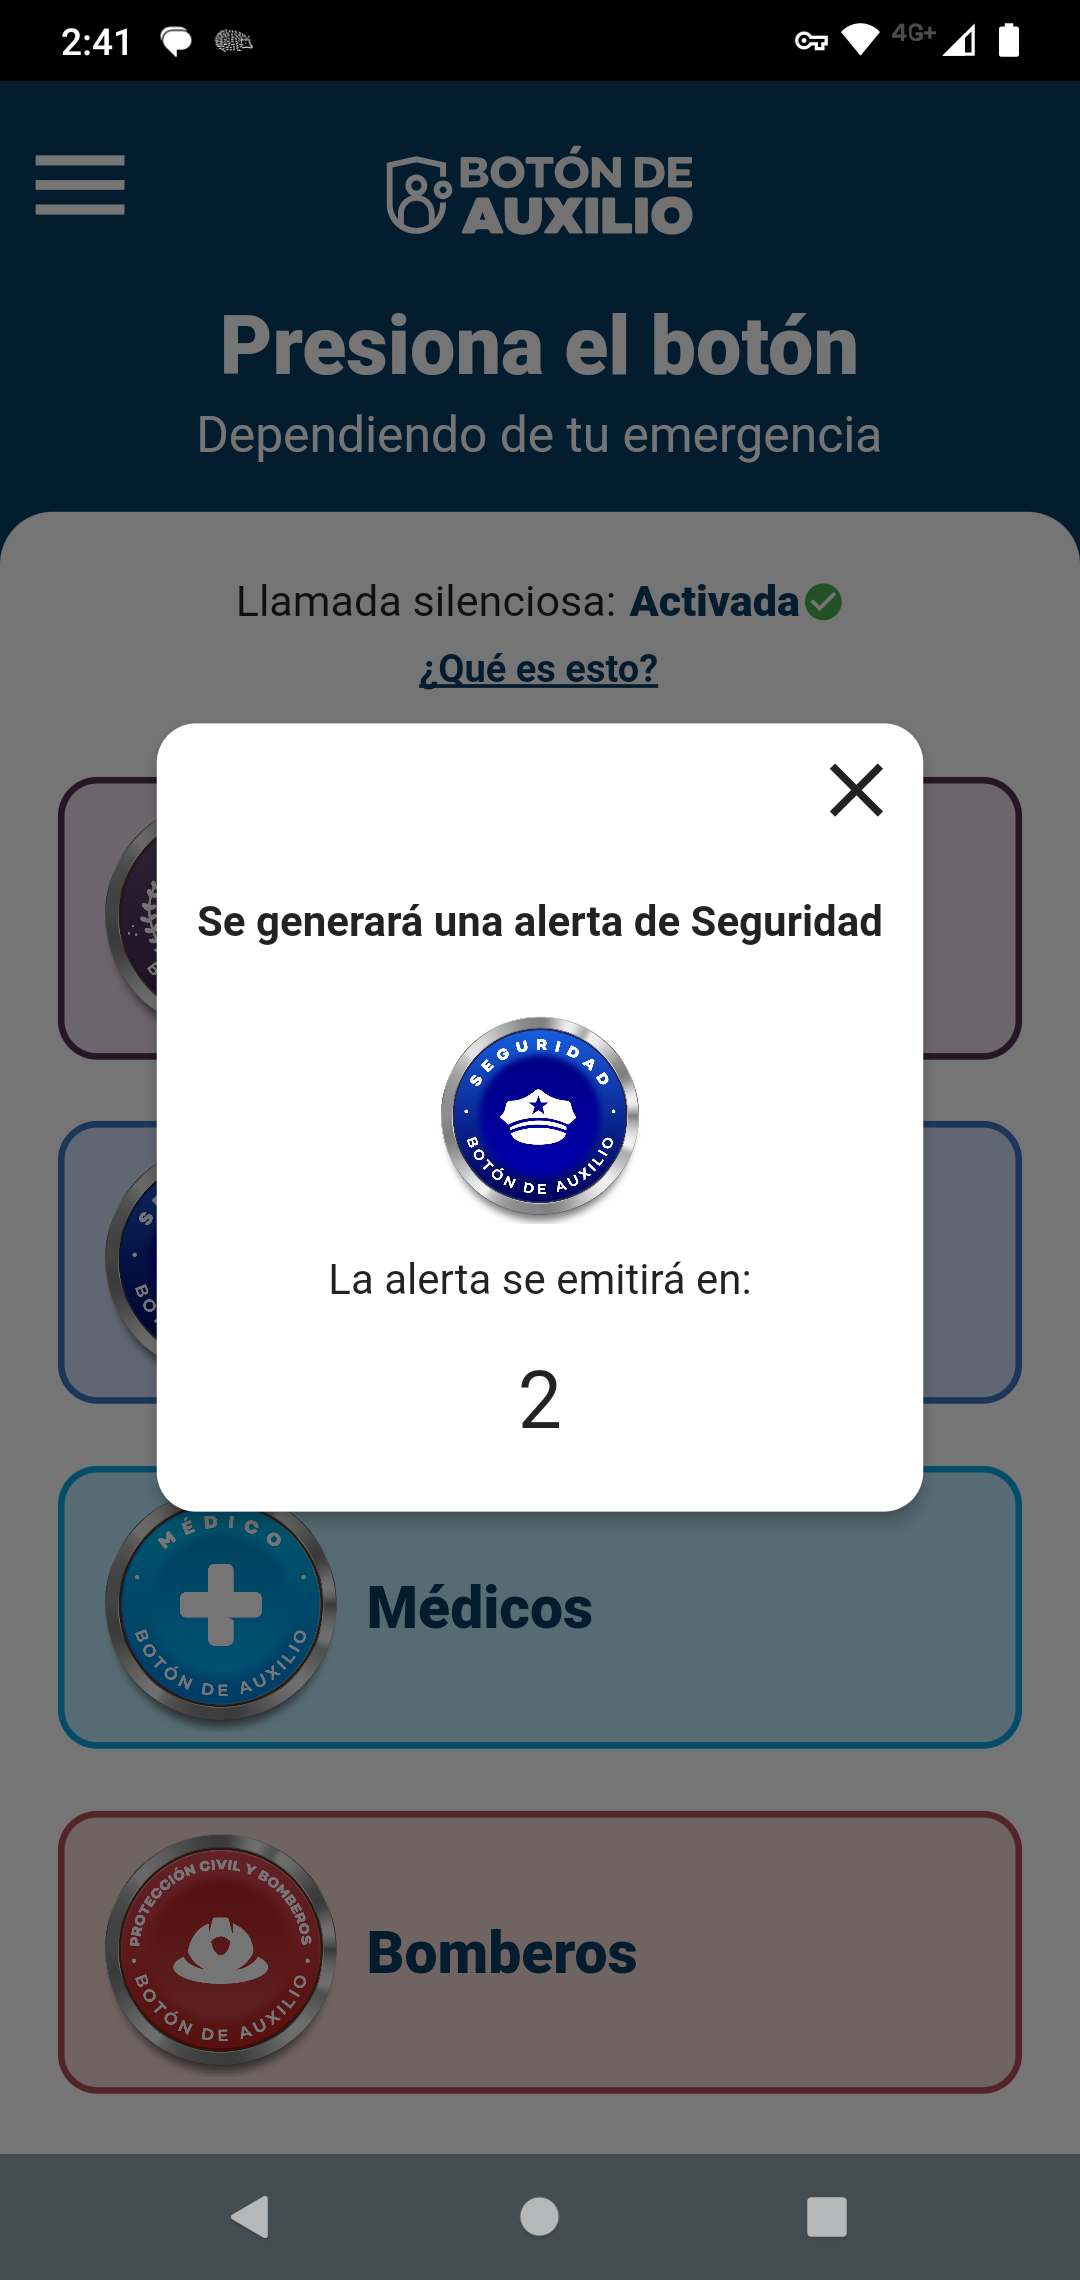 2:41
4G+
BOTÓN DE
AUXILIO
Presiona el botón
Dependiendo de tu emergencia
Llamada silenciosa: Activada
¿Qué es esto?
Se generará una alerta de Seguridad
SEGURIDAD
BOTÓN DE AUXILIO
La alerta se emitirá en:
2
MÉDICO
BOTÓN DE AUXILIO
Médicos
PROTECCIÓN CIVIL Y BOMBEROS
BOTÓN DE AUXILIO
Bomberos